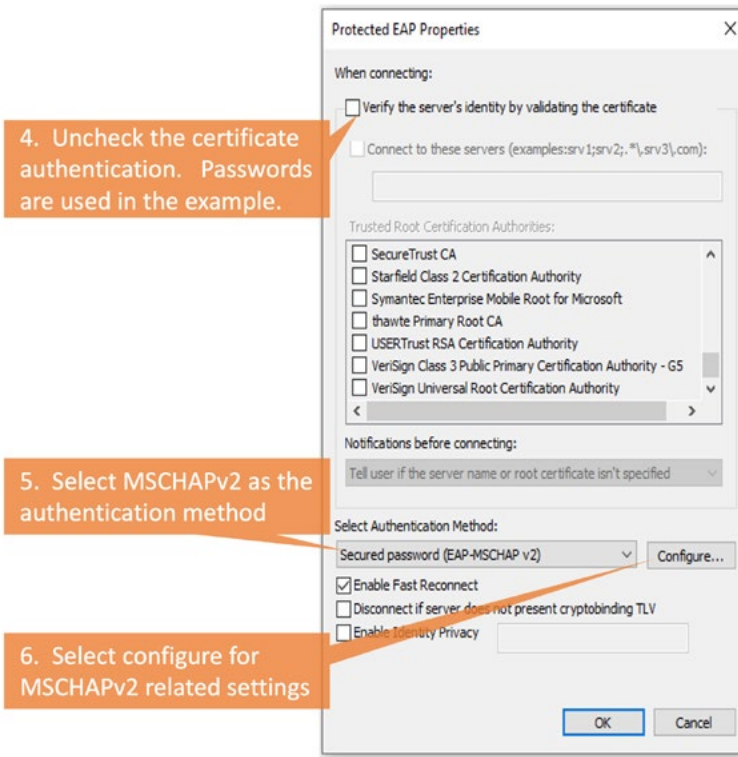 Protected EAP Properties
When connecting:
Verify the server's identity by validating the certificate
4. Uncheck the certificate
authentication. Passwords
are used in the example.
Connect to these servers (examples:srv1;srv2;.*\.srv3\.com):
Trusted Root Certification Authorities:
SecureTrust CA
Starfield Class 2 Certification Authority
Symantec Enterprise Mobile Root for Microsoft
thawte Primary Root CA
USERTrust RSA Certification Authority
VeriSign Class 3 Public Primary Certification Authority - G5
VeriSign Universal Root Certification Authority
Notifications before connecting:
Tell user if the server name or root certificate isn't specified
5. Select MSCHAPv2 as the
authentication method
Select Authentication Method:
Secured password (EAP-MSCHAP v2)
Configure...
Enable Fast Reconnect
Disconnect if server does not present cryptobinding TLV
Enable Identity Privacy
6. Select configure for
MSCHAPv2 related settings
OK
Cancel